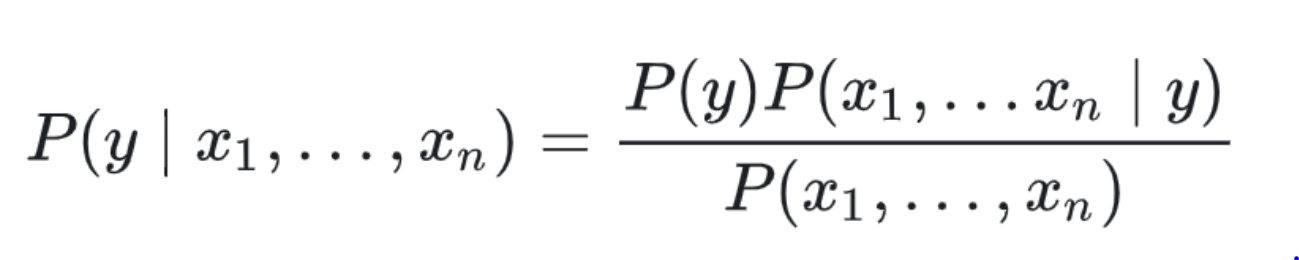 P(y | x₁, . . . , xₙ) = P(y)P(x₁, . . . xₙ | y) / P(x₁, . . . , xₙ)